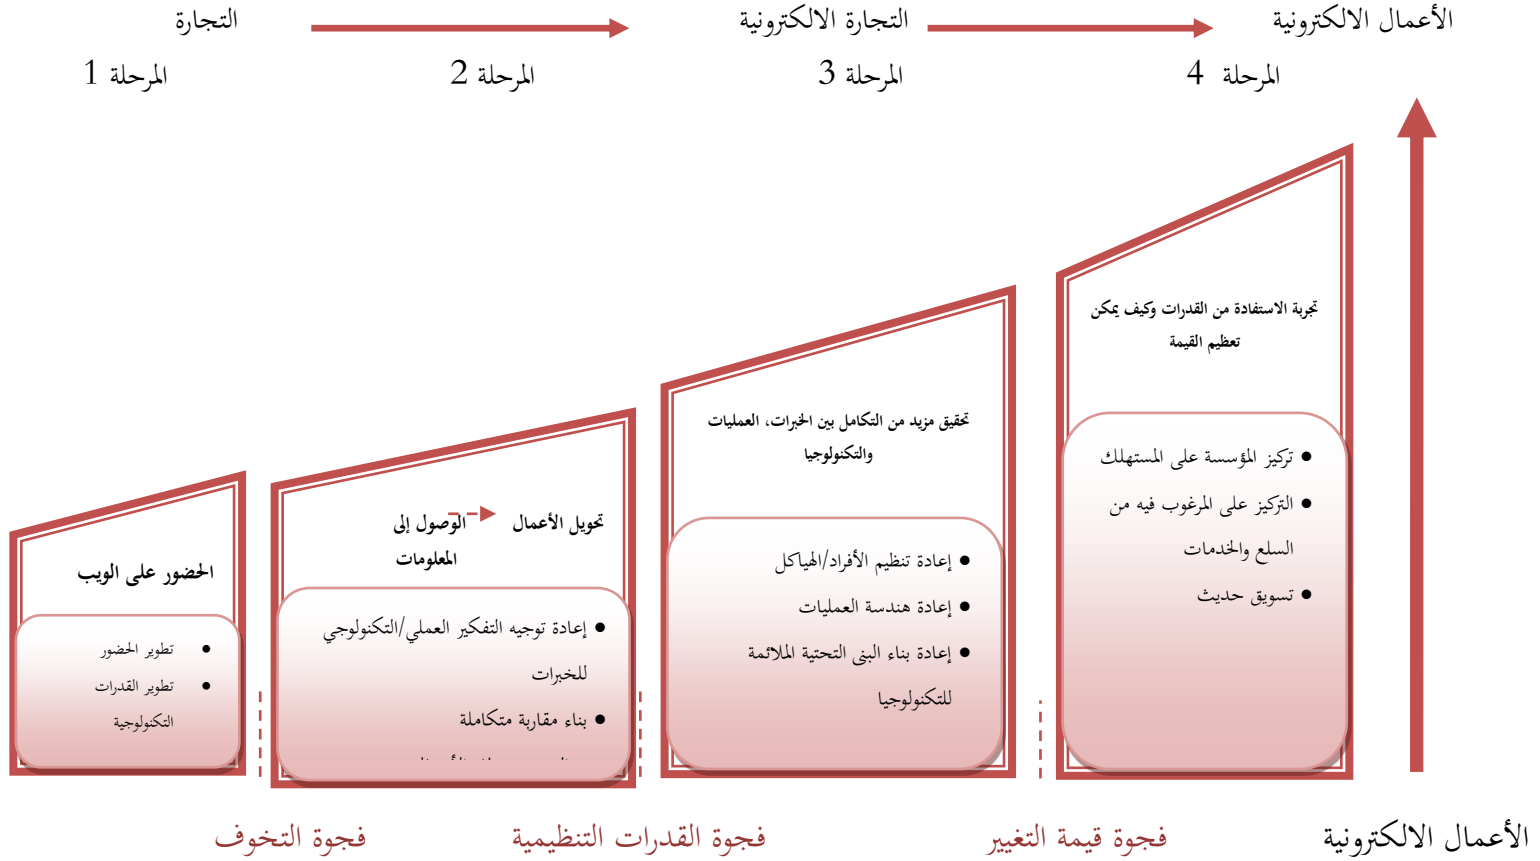 التجارة
التجارة الالكترونية
الأعمال الالكترونية
المرحلة 1
المرحلة 2
المرحلة 3
المرحلة 4
الحضور على الويب
● تطوير الحضور
● تطوير القدرات
التكنولوجية
تحويل الأعمال
الوصول إلى
المعلومات
● إعادة توجيه التفكير العملي/التكنولوجي
للخبرات
● بناء مقاربة متكاملة
تحقيق مزيد من التكامل بين الخبرات، العمليات
والتكنولوجيا
● إعادة تنظيم الأفراد/الهياكل
● إعادة هندسة العمليات
● إعادة بناء البنى التحتية الملائمة
للتكنولوجيا
تجربة الاستفادة من القدرات وكيف يمكن
تعظيم القيمة
● تركيز المؤسسة على المستهلك
● التركيز على المرغوب فيه من
السلع والخدمات
● تسويق حديث
فجوة التخوف
فجوة القدرات التنظيمية
فجوة قيمة التغيير
الأعمال الالكترونية